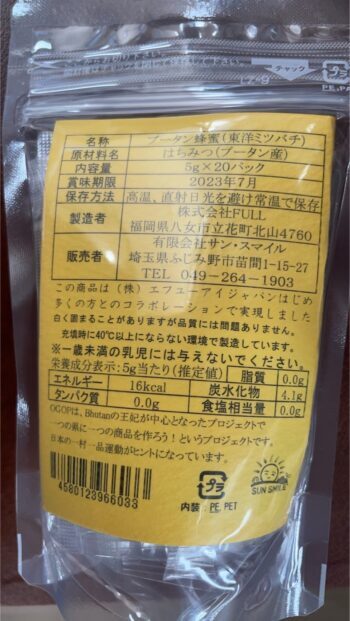 チャック
PE, PA
名称 ブータン蜂蜜(東洋ミツバチ)
原材料名 はちみつ(ブータン産)
内容量 5g×20パック
賞味期限 2023年7月
保存方法 高温、直射日光を避け常温で保存
製造者 株式会社FULL
福岡県八女市立花町北山4760
販売者 有限会社サン・スマイル
埼玉県ふじみ野市苗間1-15-27
TEL 049-264-1903
この商品は(株)エフユーアイジャパンはじめ
多くの方とのコラボレーションで実現しました
白く固まることがありますが品質には問題ありません。
充填時に40℃以上にならない環境で製造しています。
※一歳未満の乳児には与えないでください。
栄養成分表示:5g当たり(推定値) 脂質 0.0g
エネルギー 16kcal 炭水化物 4.1g
タンパク質 0.0g 食塩相当量 0.0g
OGOPは、Bhutanの王妃が中心となったプロジェクトで
一つの県に一つの商品を作ろう!というプロジェクトです。
日本の一村一品運動がヒントになっています。
4580123966033
プラ
内装:PE, PET
SUN SMILE